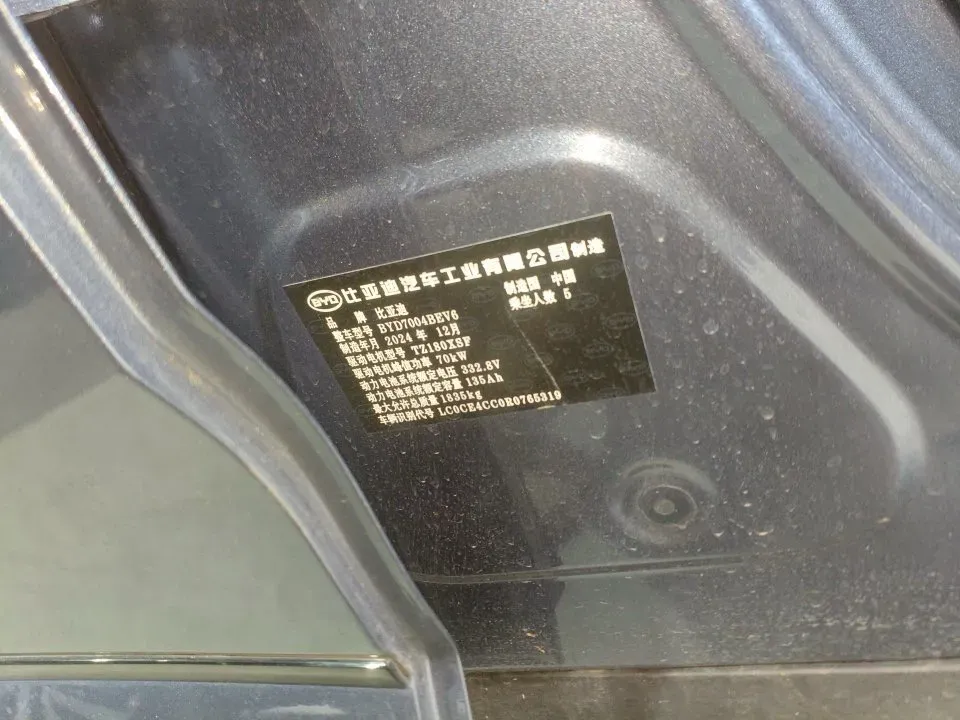 BYD 比亚迪汽车工业有限公司制造
品 牌 比亚迪 制造国 中国
整车型号 BYD7004BEV6 乘坐人数 5
制造年月 2024 年 12月
驱动电机型号 TZ180XSF
驱动电机峰值功率 70kW
动力电池系统额定电压 332.8V
动力电池系统额定容量 135Ah
最大允许总质量 1835kg
车辆识别代号 LC0CE4CC0R0765319